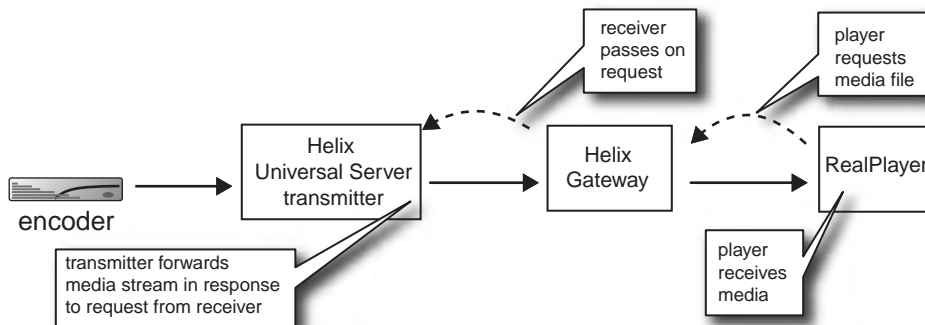 receiver
passes on
request
player
requests
media file
Helix
Universal Server
transmitter
Helix
Gateway
RealPlayer
encoder
transmitter forwards
media stream in response
to request from receiver
player
receives
media